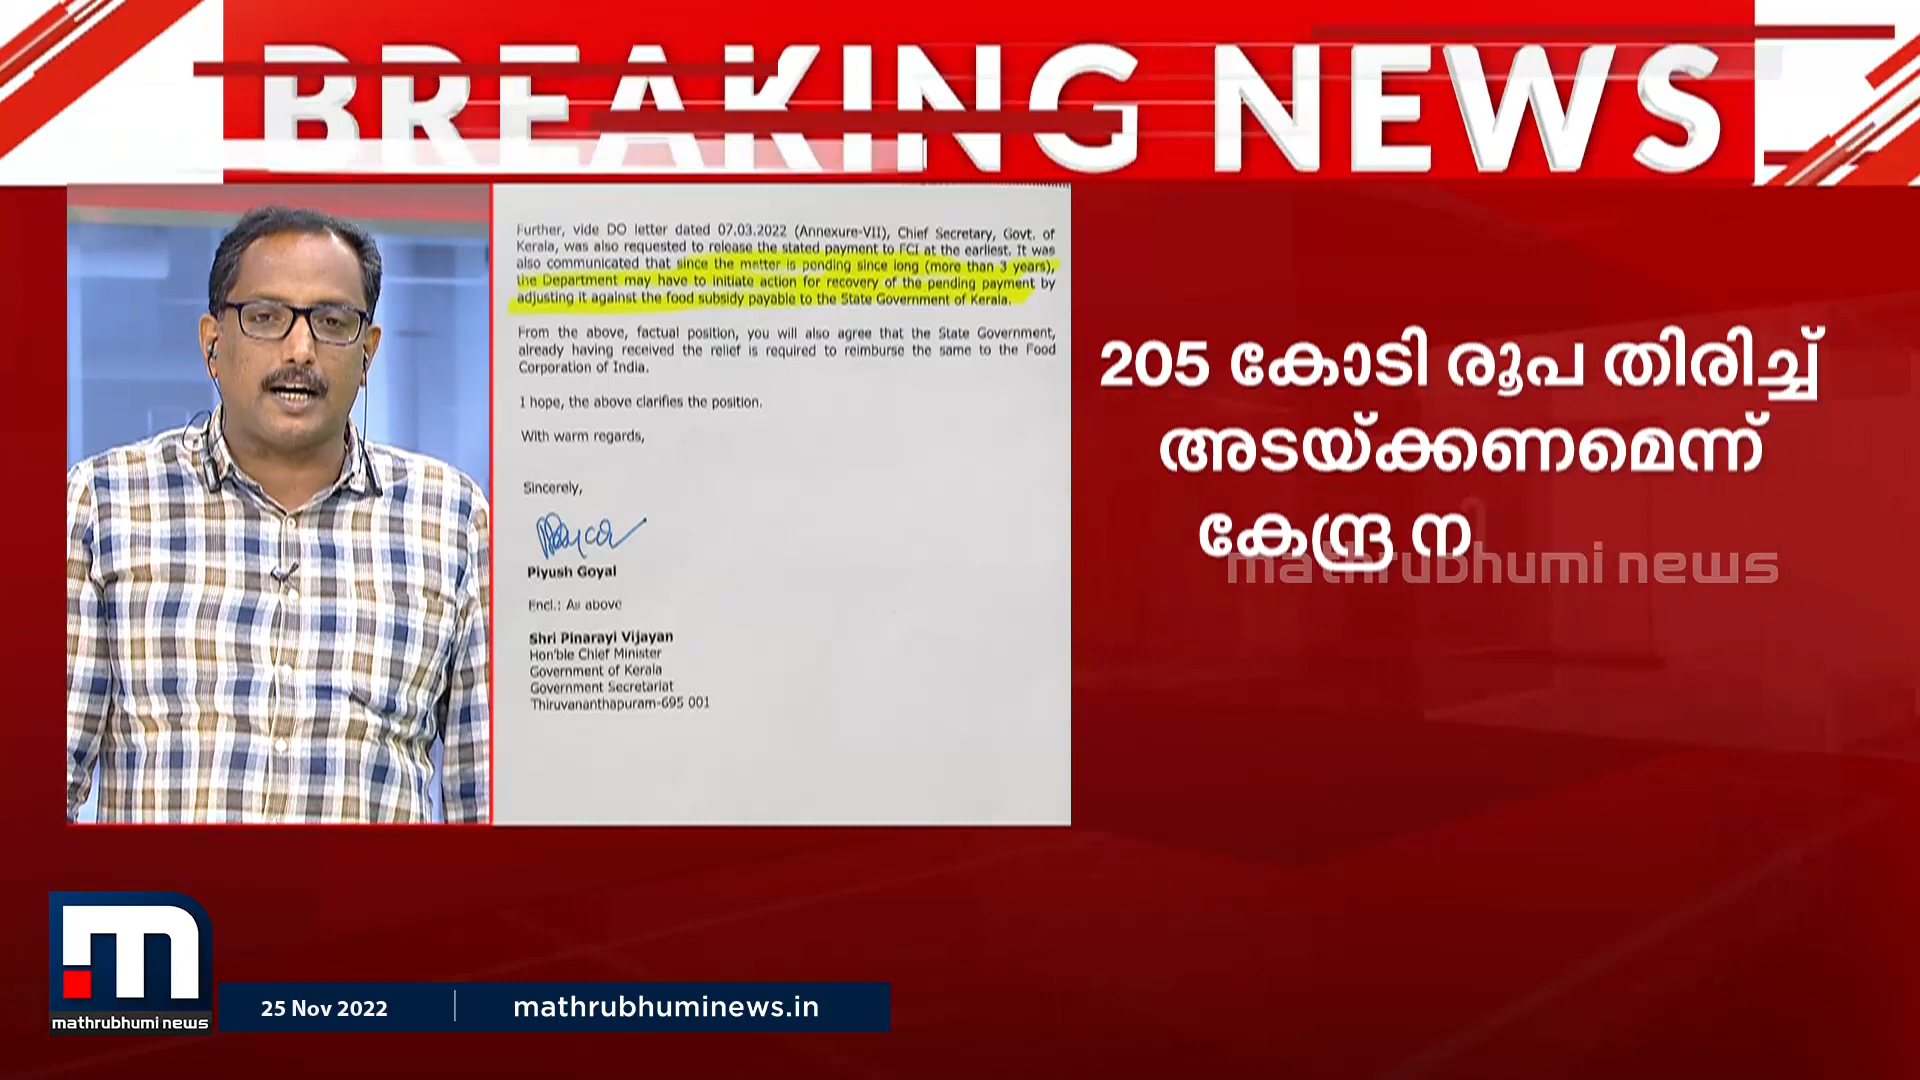 BREAKING NEWS
Further, vide DO letter dated 07.03.2022 (Annexure-VII), Chief Secretary, Govt. of
Kerala, was also requested to release the stated payment to FCI at the earliest. It was
also communicated that since the matter is pending since long (more than 3 years),
the Department may have to initiate action for recovery of the pending payment by
adjusting it against the food subsidy payable to the State Government of Kerala.
From the above, factual position, you will also agree that the State Government,
already having received the relief is required to reimburse the same to the Food
Corporation of India.
I hope, the above clarifies the position.
With warm regards,
Sincerely,
Piyush Goyal
Encl.: As above
Shri Pinarayi Vijayan
Hon'ble Chief Minister
Government of Kerala
Government Secretariat
Thiruvananthapuram-695 001
205 കോടി രൂപ തിരിച്ച്
അടയ്ക്കണമെന്ന്
കേന്ദ്ര ന
mathrubhumi news
mathrubhumi news
25 Nov 2022
mathrubhuminews.in